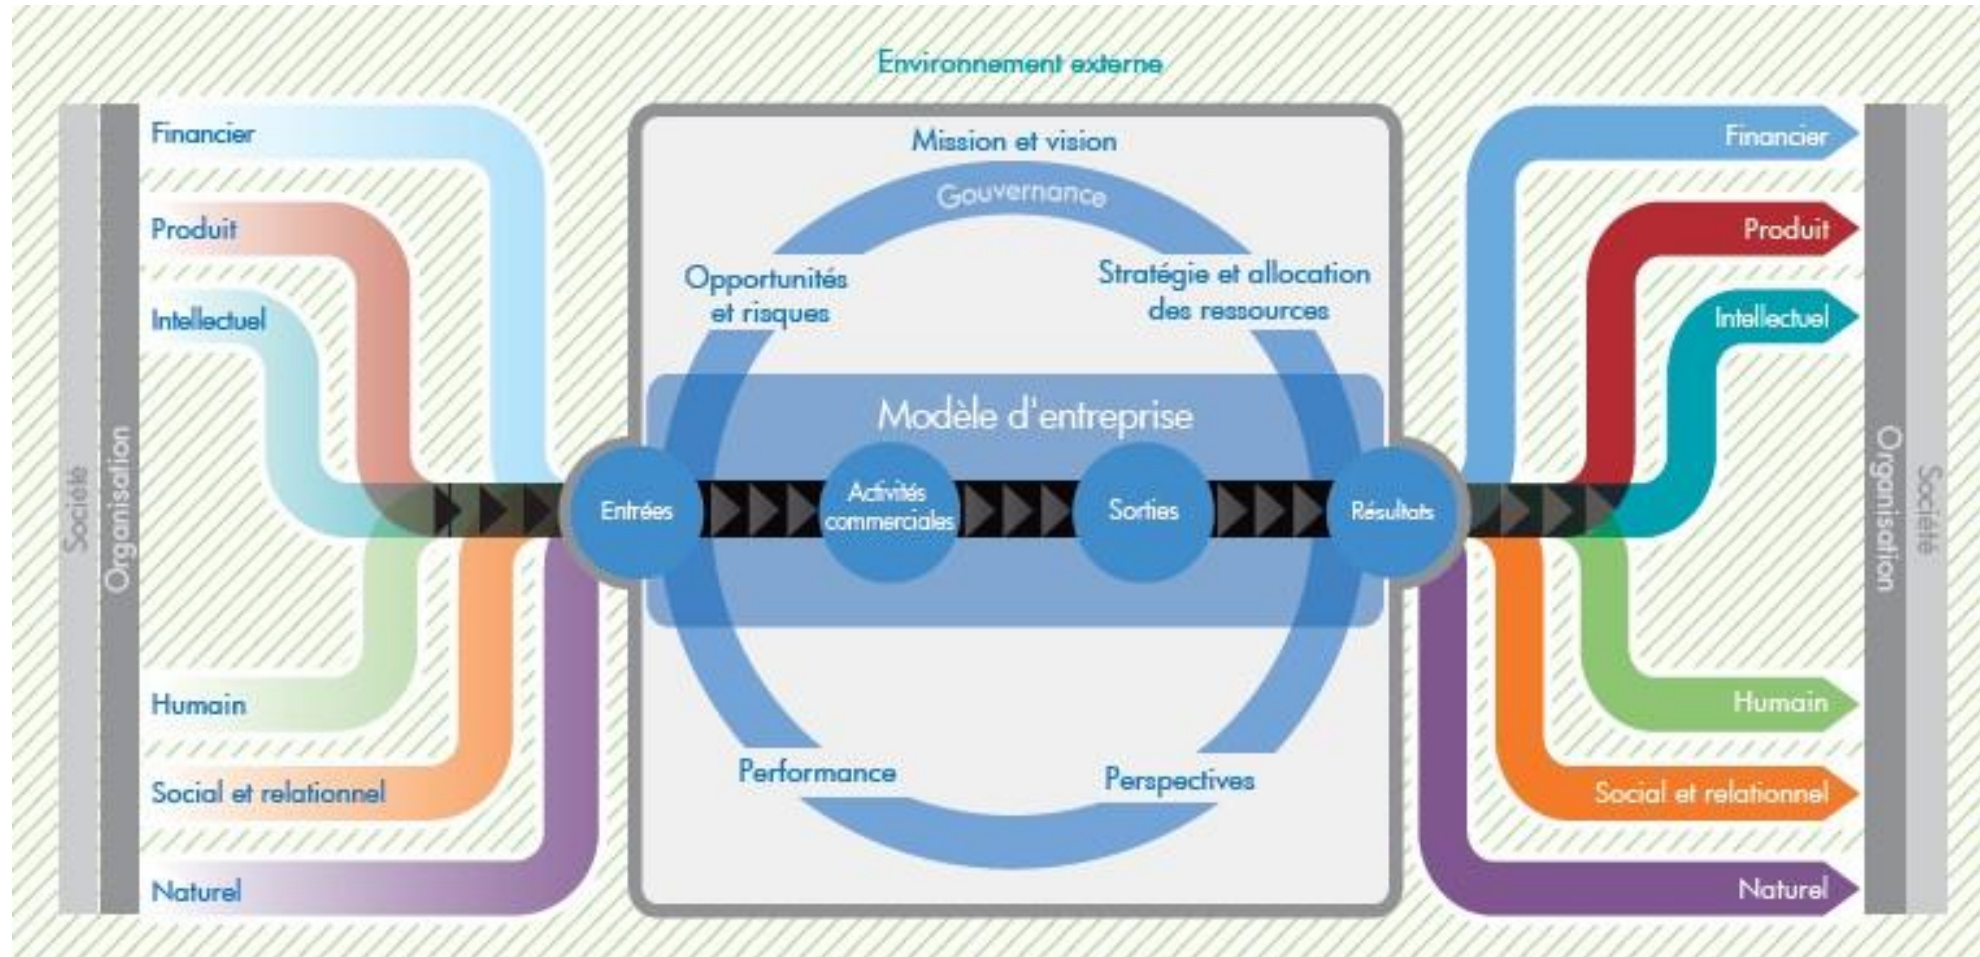 Environnement externe
Société
Organisation
Financier
Produit
Intellectuel
Humain
Social et relationnel
Naturel
Mission et vision
Gouvernance
Opportunités
et risques
Stratégie et allocation
des ressources
Modèle d'entreprise
Entrées
Activités
commerciales
Sorties
Résultats
Performance
Perspectives
Financier
Produit
Intellectuel
Humain
Social et relationnel
Naturel
Organisation
Société